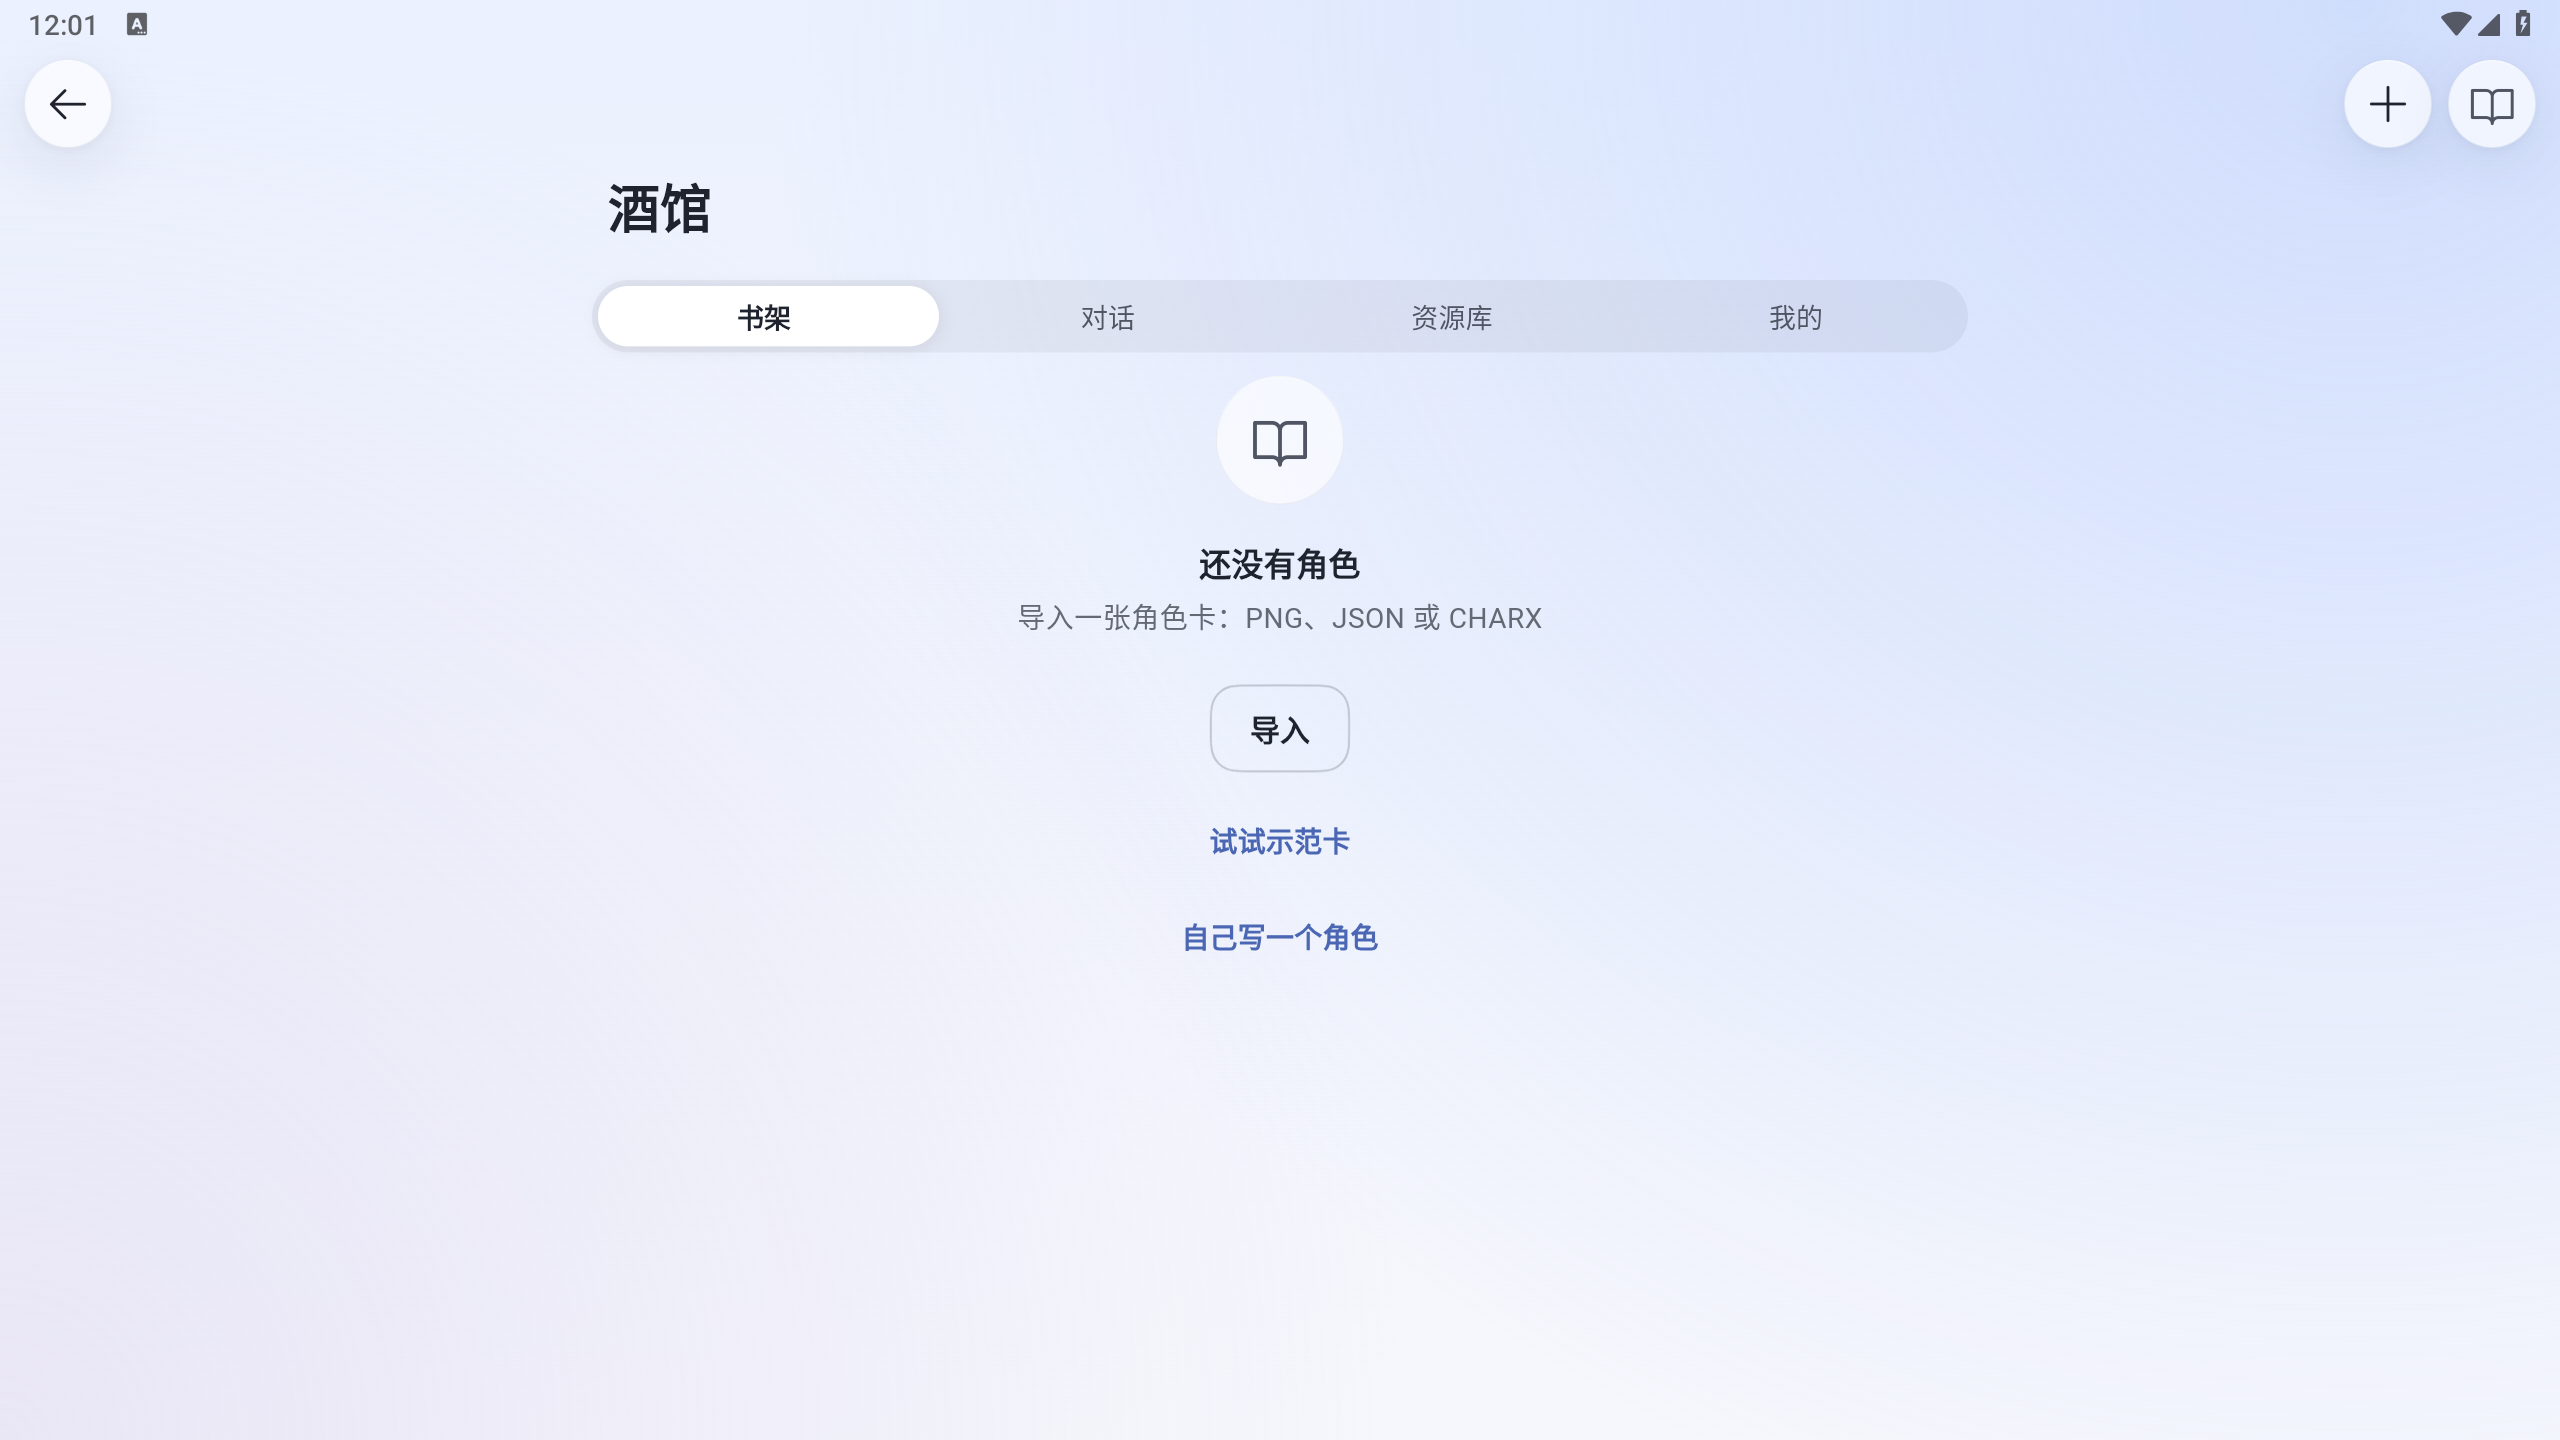 12:01
酒馆
书架
对话
资源库
我的
还没有角色
导入一张角色卡：PNG、JSON 或 CHARX
导入
试试示范卡
自己写一个角色